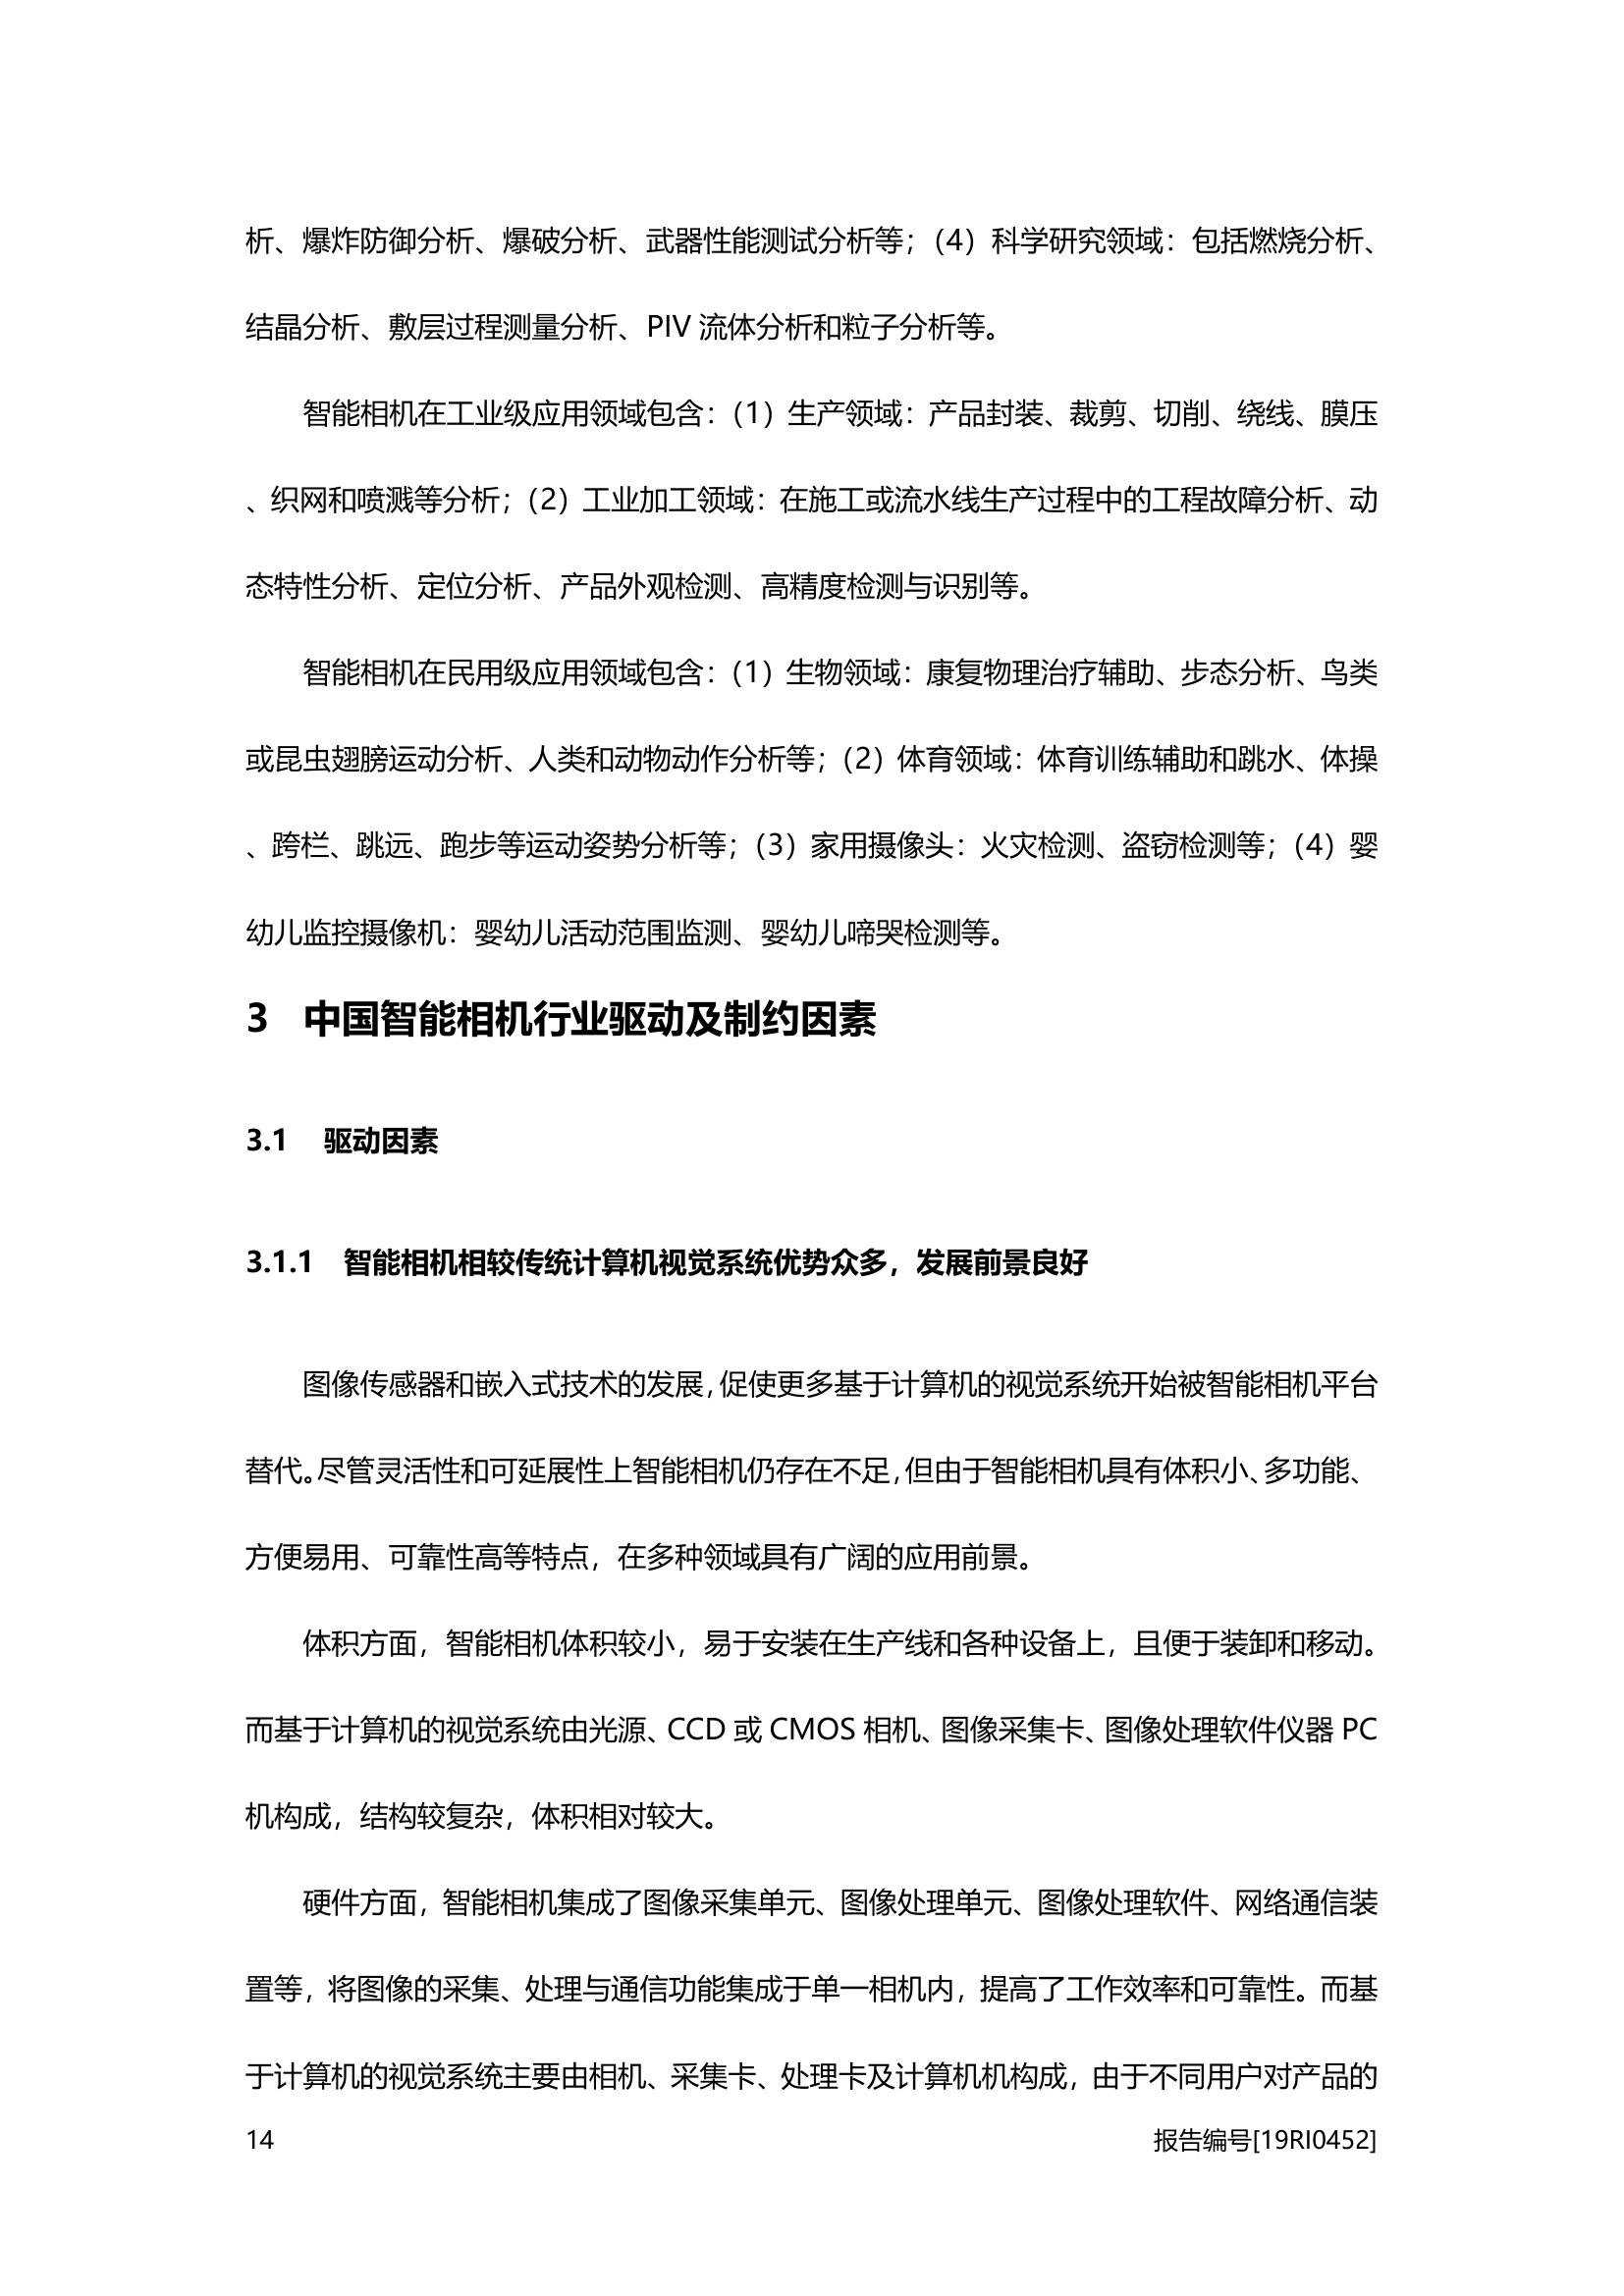 析、爆炸防御分析、爆破分析、武器性能测试分析等；（4）科学研究领域：包括燃烧分析、
结晶分析、敷层过程测量分析、PIV 流体分析和粒子分析等。
智能相机在工业级应用领域包含：（1）生产领域：产品封装、裁剪、切削、绕线、膜压
、织网和喷溅等分析；（2）工业加工领域：在施工或流水线生产过程中的工程故障分析、动
态特性分析、定位分析、产品外观检测、高精度检测与识别等。
智能相机在民用级应用领域包含：（1）生物领域：康复物理治疗辅助、步态分析、鸟类
或昆虫翅膀运动分析、人类和动物动作分析等；（2）体育领域：体育训练辅助和跳水、体操
、跨栏、跳远、跑步等运动姿势分析等；（3）家用摄像头：火灾检测、盗窃检测等；（4）婴
幼儿监控摄像机：婴幼儿活动范围监测、婴幼儿啼哭检测等。
3 中国智能相机行业驱动及制约因素
3.1 驱动因素
3.1.1 智能相机相较传统计算机视觉系统优势众多，发展前景良好
图像传感器和嵌入式技术的发展，促使更多基于计算机的视觉系统开始被智能相机平台
替代。尽管灵活性和可延展性上智能相机仍存在不足，但由于智能相机具有体积小、多功能、
方便易用、可靠性高等特点，在多种领域具有广阔的应用前景。
体积方面，智能相机体积较小，易于安装在生产线和各种设备上，且便于装卸和移动。
而基于计算机的视觉系统由光源、CCD 或 CMOS 相机、图像采集卡、图像处理软件仪器 PC
机构成，结构较复杂，体积相对较大。
硬件方面，智能相机集成了图像采集单元、图像处理单元、图像处理软件、网络通信装
置等，将图像的采集、处理与通信功能集成于单一相机内，提高了工作效率和可靠性。而基
于计算机的视觉系统主要由相机、采集卡、处理卡及计算机机构成，由于不同用户对产品的
14 报告编号[19RI0452]